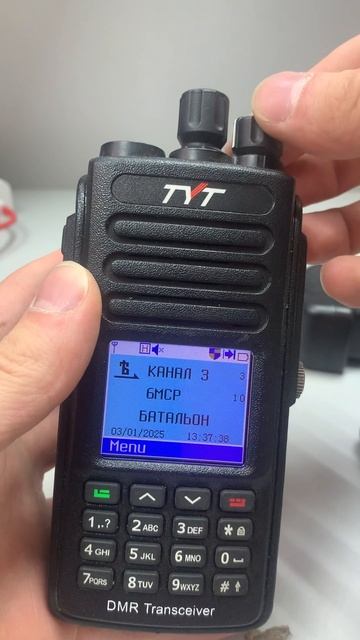 TYT
H
КАНАЛ 3 3
6МСР 10
БАТАЛЬОН
03/01/2025 13:37:38
Menu
1,.? 2ABC 3DEF *
4GHI 5JKL 6MNO 0
7PQRS 8TUV 9WXYZ #
DMR Transceiver